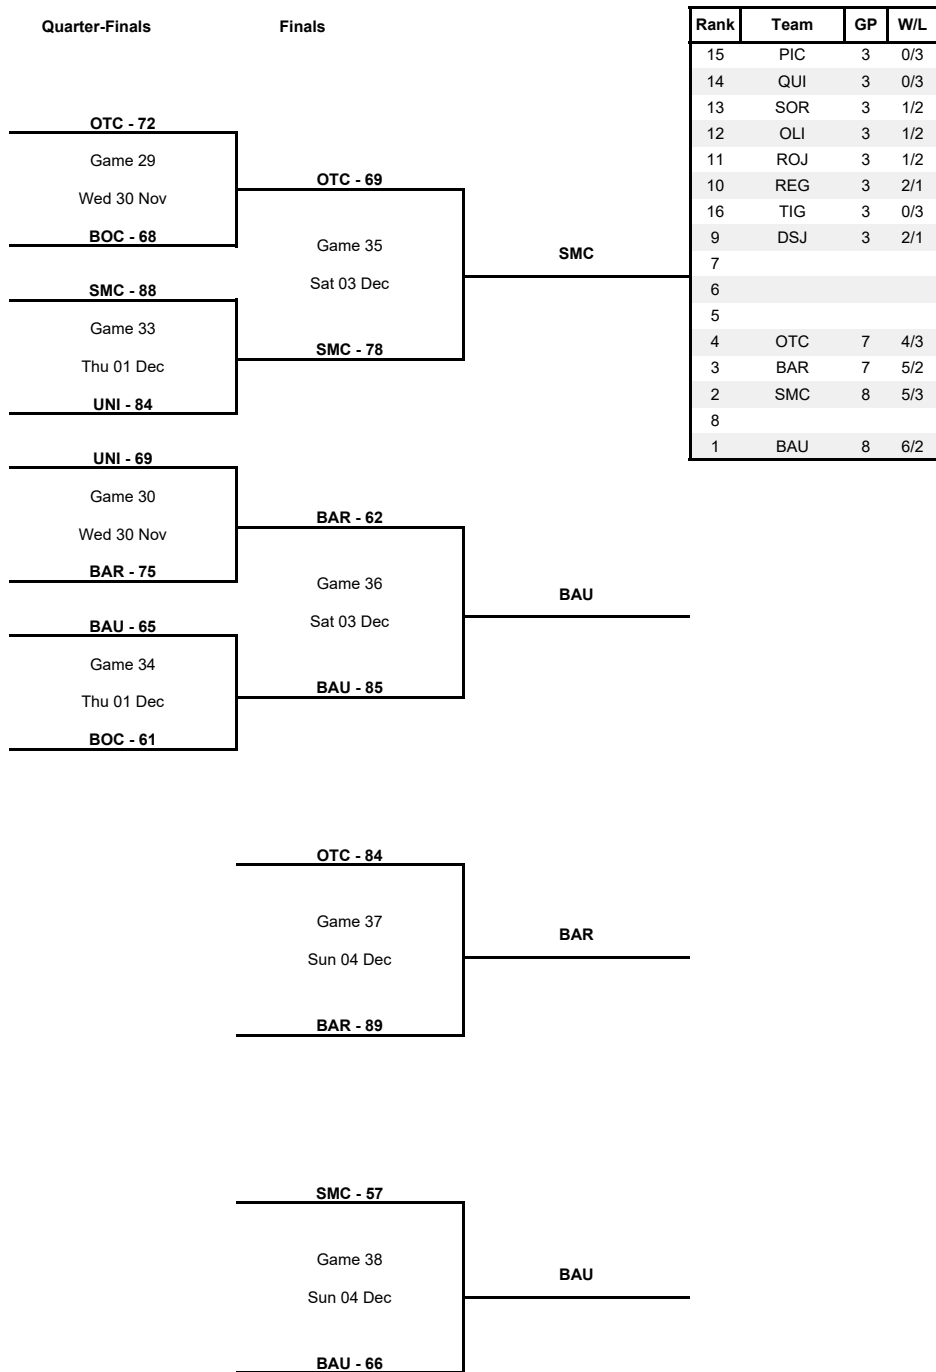 Quarter-Finals Finals
OTC - 72
Game 29
Wed 30 Nov
BOC - 68
SMC - 88
Game 33
Thu 01 Dec
UNI - 84
UNI - 69
Game 30
Wed 30 Nov
BAR - 75
BAU - 65
Game 34
Thu 01 Dec
BOC - 61
OTC - 69
Game 35
Sat 03 Dec
SMC - 78
BAR - 62
Game 36
Sat 03 Dec
BAU - 85
OTC - 84
Game 37
Sun 04 Dec
BAR - 89
SMC - 57
Game 38
Sun 04 Dec
BAU - 66
SMC
BAU
BAR
BAU
Rank Team GP W/L
15 PIC 3 0/3
14 QUI 3 0/3
13 SOR 3 1/2
12 OLI 3 1/2
11 ROJ 3 1/2
10 REG 3 2/1
16 TIG 3 0/3
9 DSJ 3 2/1
7
6
5
4 OTC 7 4/3
3 BAR 7 5/2
2 SMC 8 5/3
8
1 BAU 8 6/2